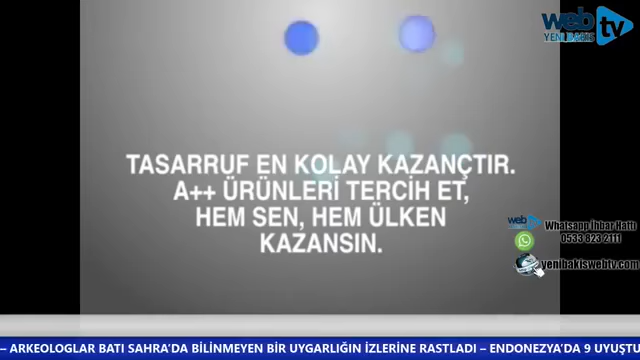 web tv
YENİ BAKIŞ
TASARRUF EN KOLAY KAZANÇTIR.
A++ ÜRÜNLERİ TERCİH ET,
HEM SEN, HEM ÜLKEN
KAZANSIN.
web
Whatsapp İhbar Hattı
0533 823 2111
yenibakiswebtv.com
– ARKEOLOGLAR BATI SAHRA'DA BİLİNMEYEN BİR UYGARLIĞIN İZLERİNE RASTLADI – ENDONEZYA'DA 9 UYUŞTU